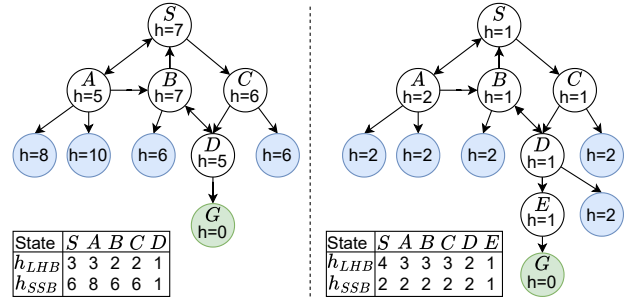 S
h=7
A
h=5
B
h=7
C
h=6
h=8
h=10
h=6
D
h=5
h=6
G
h=0
State S A B C D
h_LHB 3 3 2 2 1
h_SSB 6 8 6 6 1
S
h=1
A
h=2
B
h=1
C
h=1
h=2
h=2
h=2
D
h=1
h=2
E
h=1
h=2
G
h=0
State S A B C D E
h_LHB 4 3 3 3 2 1
h_SSB 2 2 2 2 2 1